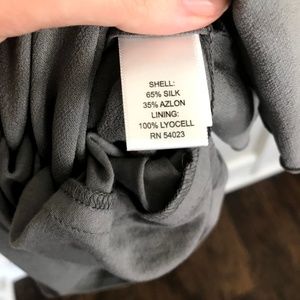 SHELL:
65% SILK
35% AZLON
LINING:
100% LYOCELL
RN 54023